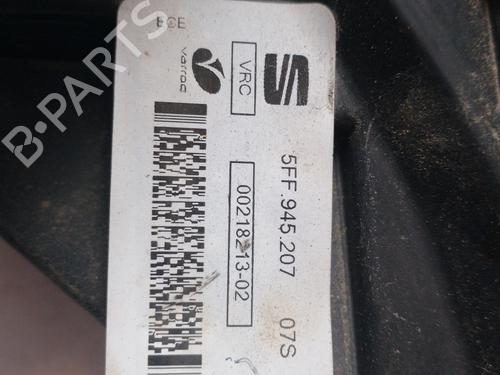 ECE
varroc
VRC
5FF.945.207 07S
00218213-02
B-PARTS